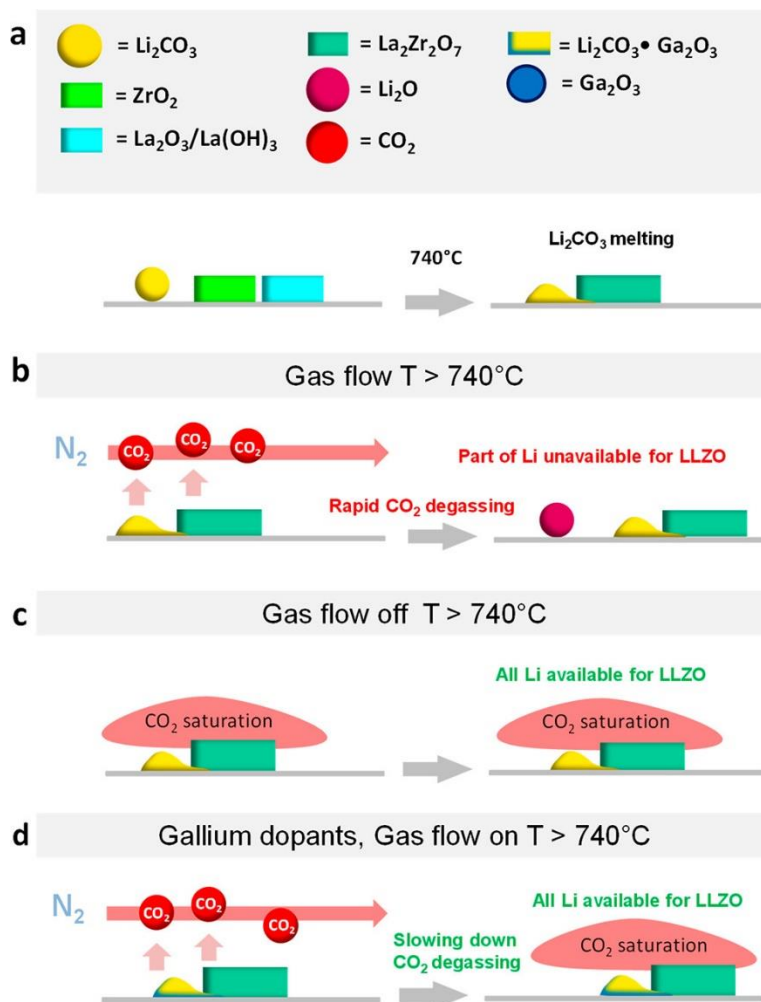 a
= Li₂CO₃
= La₂Zr₂O₇
= Li₂CO₃• Ga₂O₃
= ZrO₂
= Li₂O
= Ga₂O₃
= La₂O₃/La(OH)₃
= CO₂
740°C
Li₂CO₃ melting
b
Gas flow T > 740°C
N₂
CO₂
CO₂
CO₂
Part of Li unavailable for LLZO
Rapid CO₂ degassing
c
Gas flow off T > 740°C
All Li available for LLZO
CO₂ saturation
CO₂ saturation
d
Gallium dopants, Gas flow on T > 740°C
N₂
CO₂
CO₂
CO₂
All Li available for LLZO
Slowing down
CO₂ degassing
CO₂ saturation